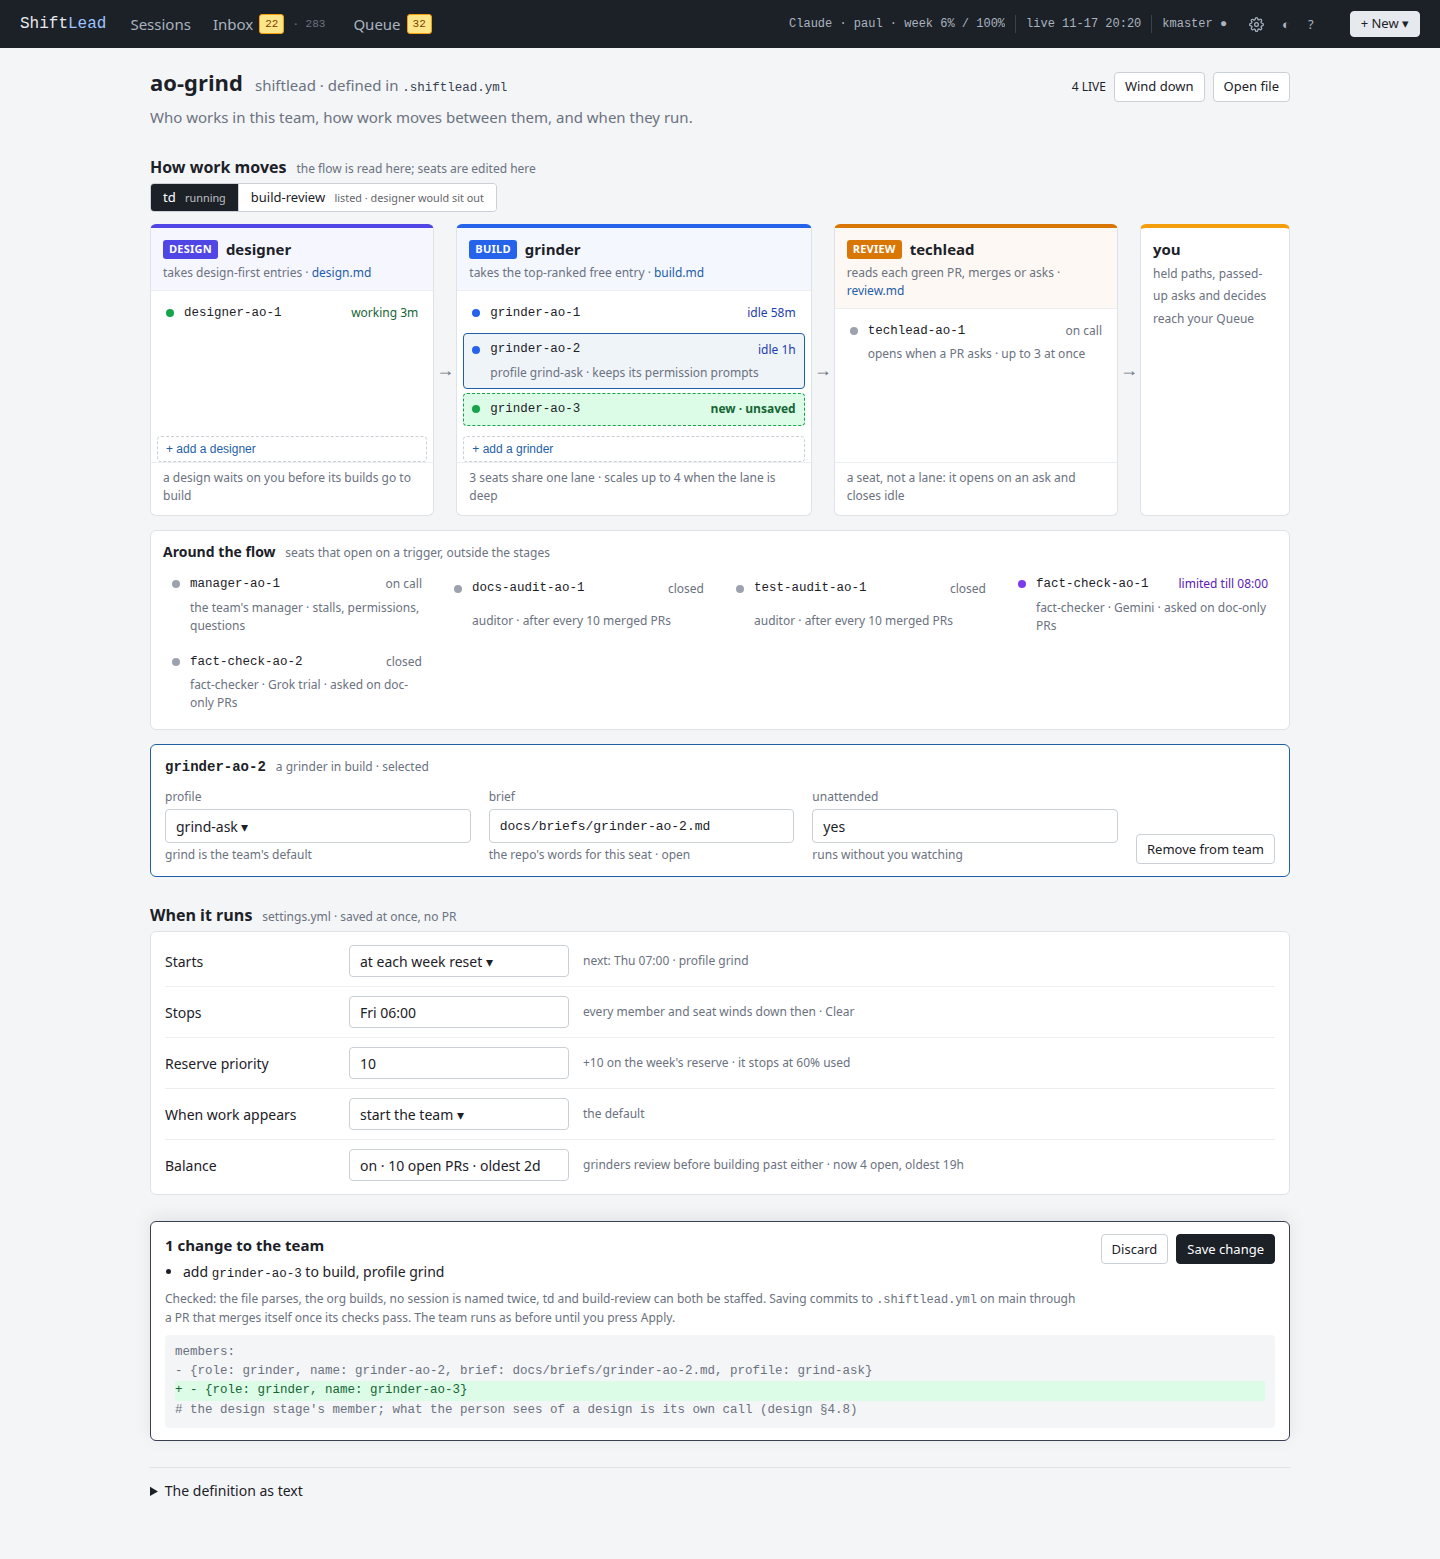 ShiftLead Sessions Inbox 22 · 283 Queue 32 Claude · paul · week 6% / 100% live 11-17 20:20 kmaster ● ? + New ▾
ao-grind shiftlead · defined in .shiftlead.yml 4 LIVE Wind down Open file
Who works in this team, how work moves between them, and when they run.
How work moves the flow is read here; seats are edited here
td running build-review listed · designer would sit out
DESIGN designer
takes design-first entries · design.md
designer-ao-1 working 3m
+ add a designer
a design waits on you before its builds go to
build
→
BUILD grinder
takes the top-ranked free entry · build.md
grinder-ao-1 idle 58m
grinder-ao-2 idle 1h
profile grind-ask · keeps its permission prompts
grinder-ao-3 new · unsaved
+ add a grinder
3 seats share one lane · scales up to 4 when the lane is
deep
→
REVIEW techlead
reads each green PR, merges or asks ·
review.md
techlead-ao-1 on call
opens when a PR asks · up to 3 at once
a seat, not a lane: it opens on an ask and
closes idle
→
you
held paths, passed-
up asks and decides
reach your Queue
Around the flow seats that open on a trigger, outside the stages
manager-ao-1 on call
the team's manager · stalls, permissions,
questions
docs-audit-ao-1 closed
auditor · after every 10 merged PRs
test-audit-ao-1 closed
auditor · after every 10 merged PRs
fact-check-ao-1 limited till 08:00
fact-checker · Gemini · asked on doc-only
PRs
fact-check-ao-2 closed
fact-checker · Grok trial · asked on doc-
only PRs
grinder-ao-2 a grinder in build · selected
profile
grind-ask ▾
grind is the team's default
brief
docs/briefs/grinder-ao-2.md
the repo's words for this seat · open
unattended
yes
runs without you watching
Remove from team
When it runs settings.yml · saved at once, no PR
Starts at each week reset ▾ next: Thu 07:00 · profile grind
Stops Fri 06:00 every member and seat winds down then · Clear
Reserve priority 10 +10 on the week's reserve · it stops at 60% used
When work appears start the team ▾ the default
Balance on · 10 open PRs · oldest 2d grinders review before building past either · now 4 open, oldest 19h
1 change to the team Discard Save change
• add grinder-ao-3 to build, profile grind
Checked: the file parses, the org builds, no session is named twice, td and build-review can both be staffed. Saving commits to .shiftlead.yml on main through
a PR that merges itself once its checks pass. The team runs as before until you press Apply.
members:
- {role: grinder, name: grinder-ao-2, brief: docs/briefs/grinder-ao-2.md, profile: grind-ask}
+ - {role: grinder, name: grinder-ao-3}
# the design stage's member; what the person sees of a design is its own call (design §4.8)
▶ The definition as text